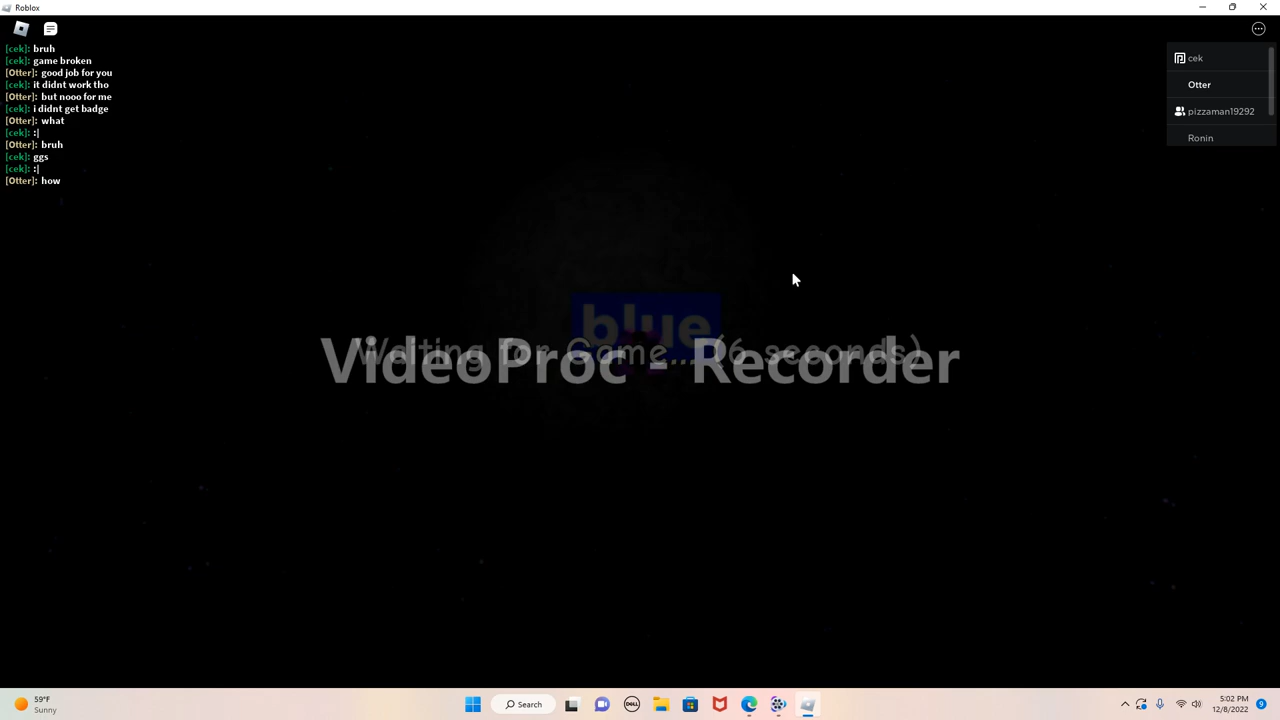 Roblox
[cek]: bruh
[cek]: game broken
[Otter]: good job for you
[cek]: it didnt work tho
[Otter]: but nooo for me
[cek]: i didnt get badge
[Otter]: what
[cek]: :|
[Otter]: bruh
[cek]: ggs
[cek]: :|
[Otter]: how
cek
Otter
pizzaman19292
Ronin
blue
Waiting for Game... (6 seconds)
VideoProc - Recorder
59°F
Sunny
Search
DELL
5:02 PM
12/8/2022
9